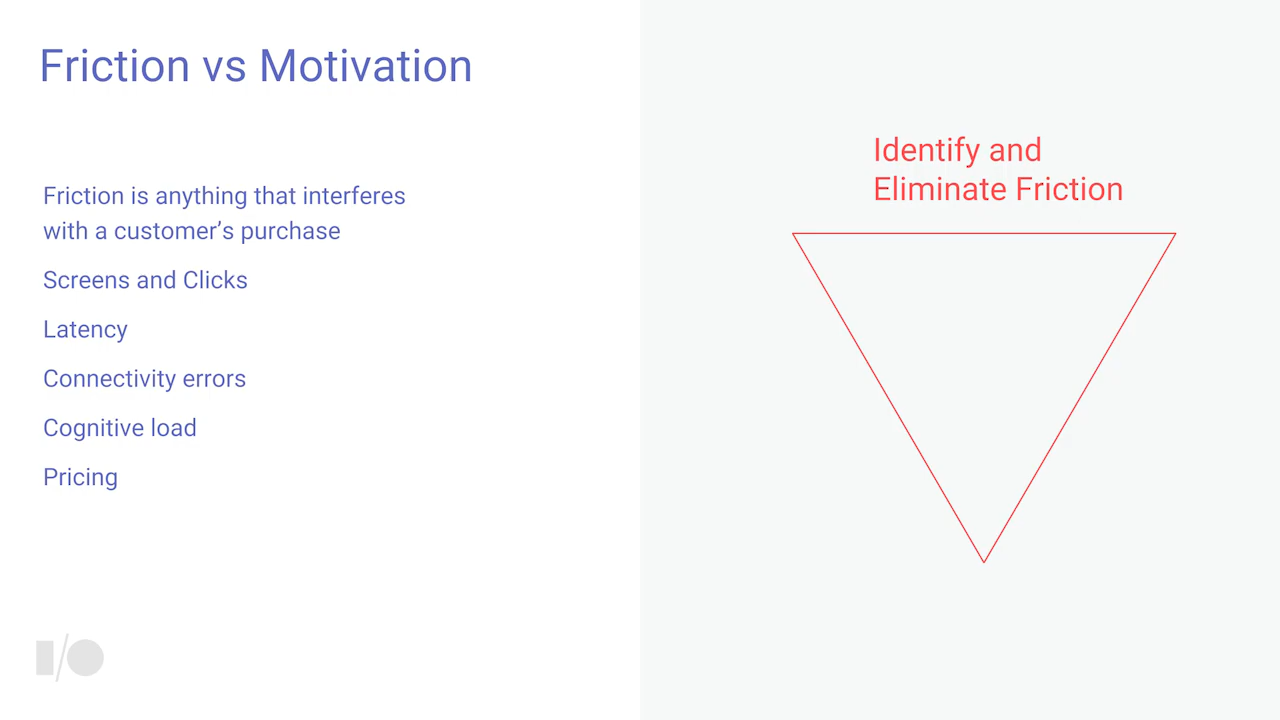 Friction vs Motivation
Friction is anything that interferes
with a customer’s purchase
Screens and Clicks
Latency
Connectivity errors
Cognitive load
Pricing
Identify and
Eliminate Friction
I/O